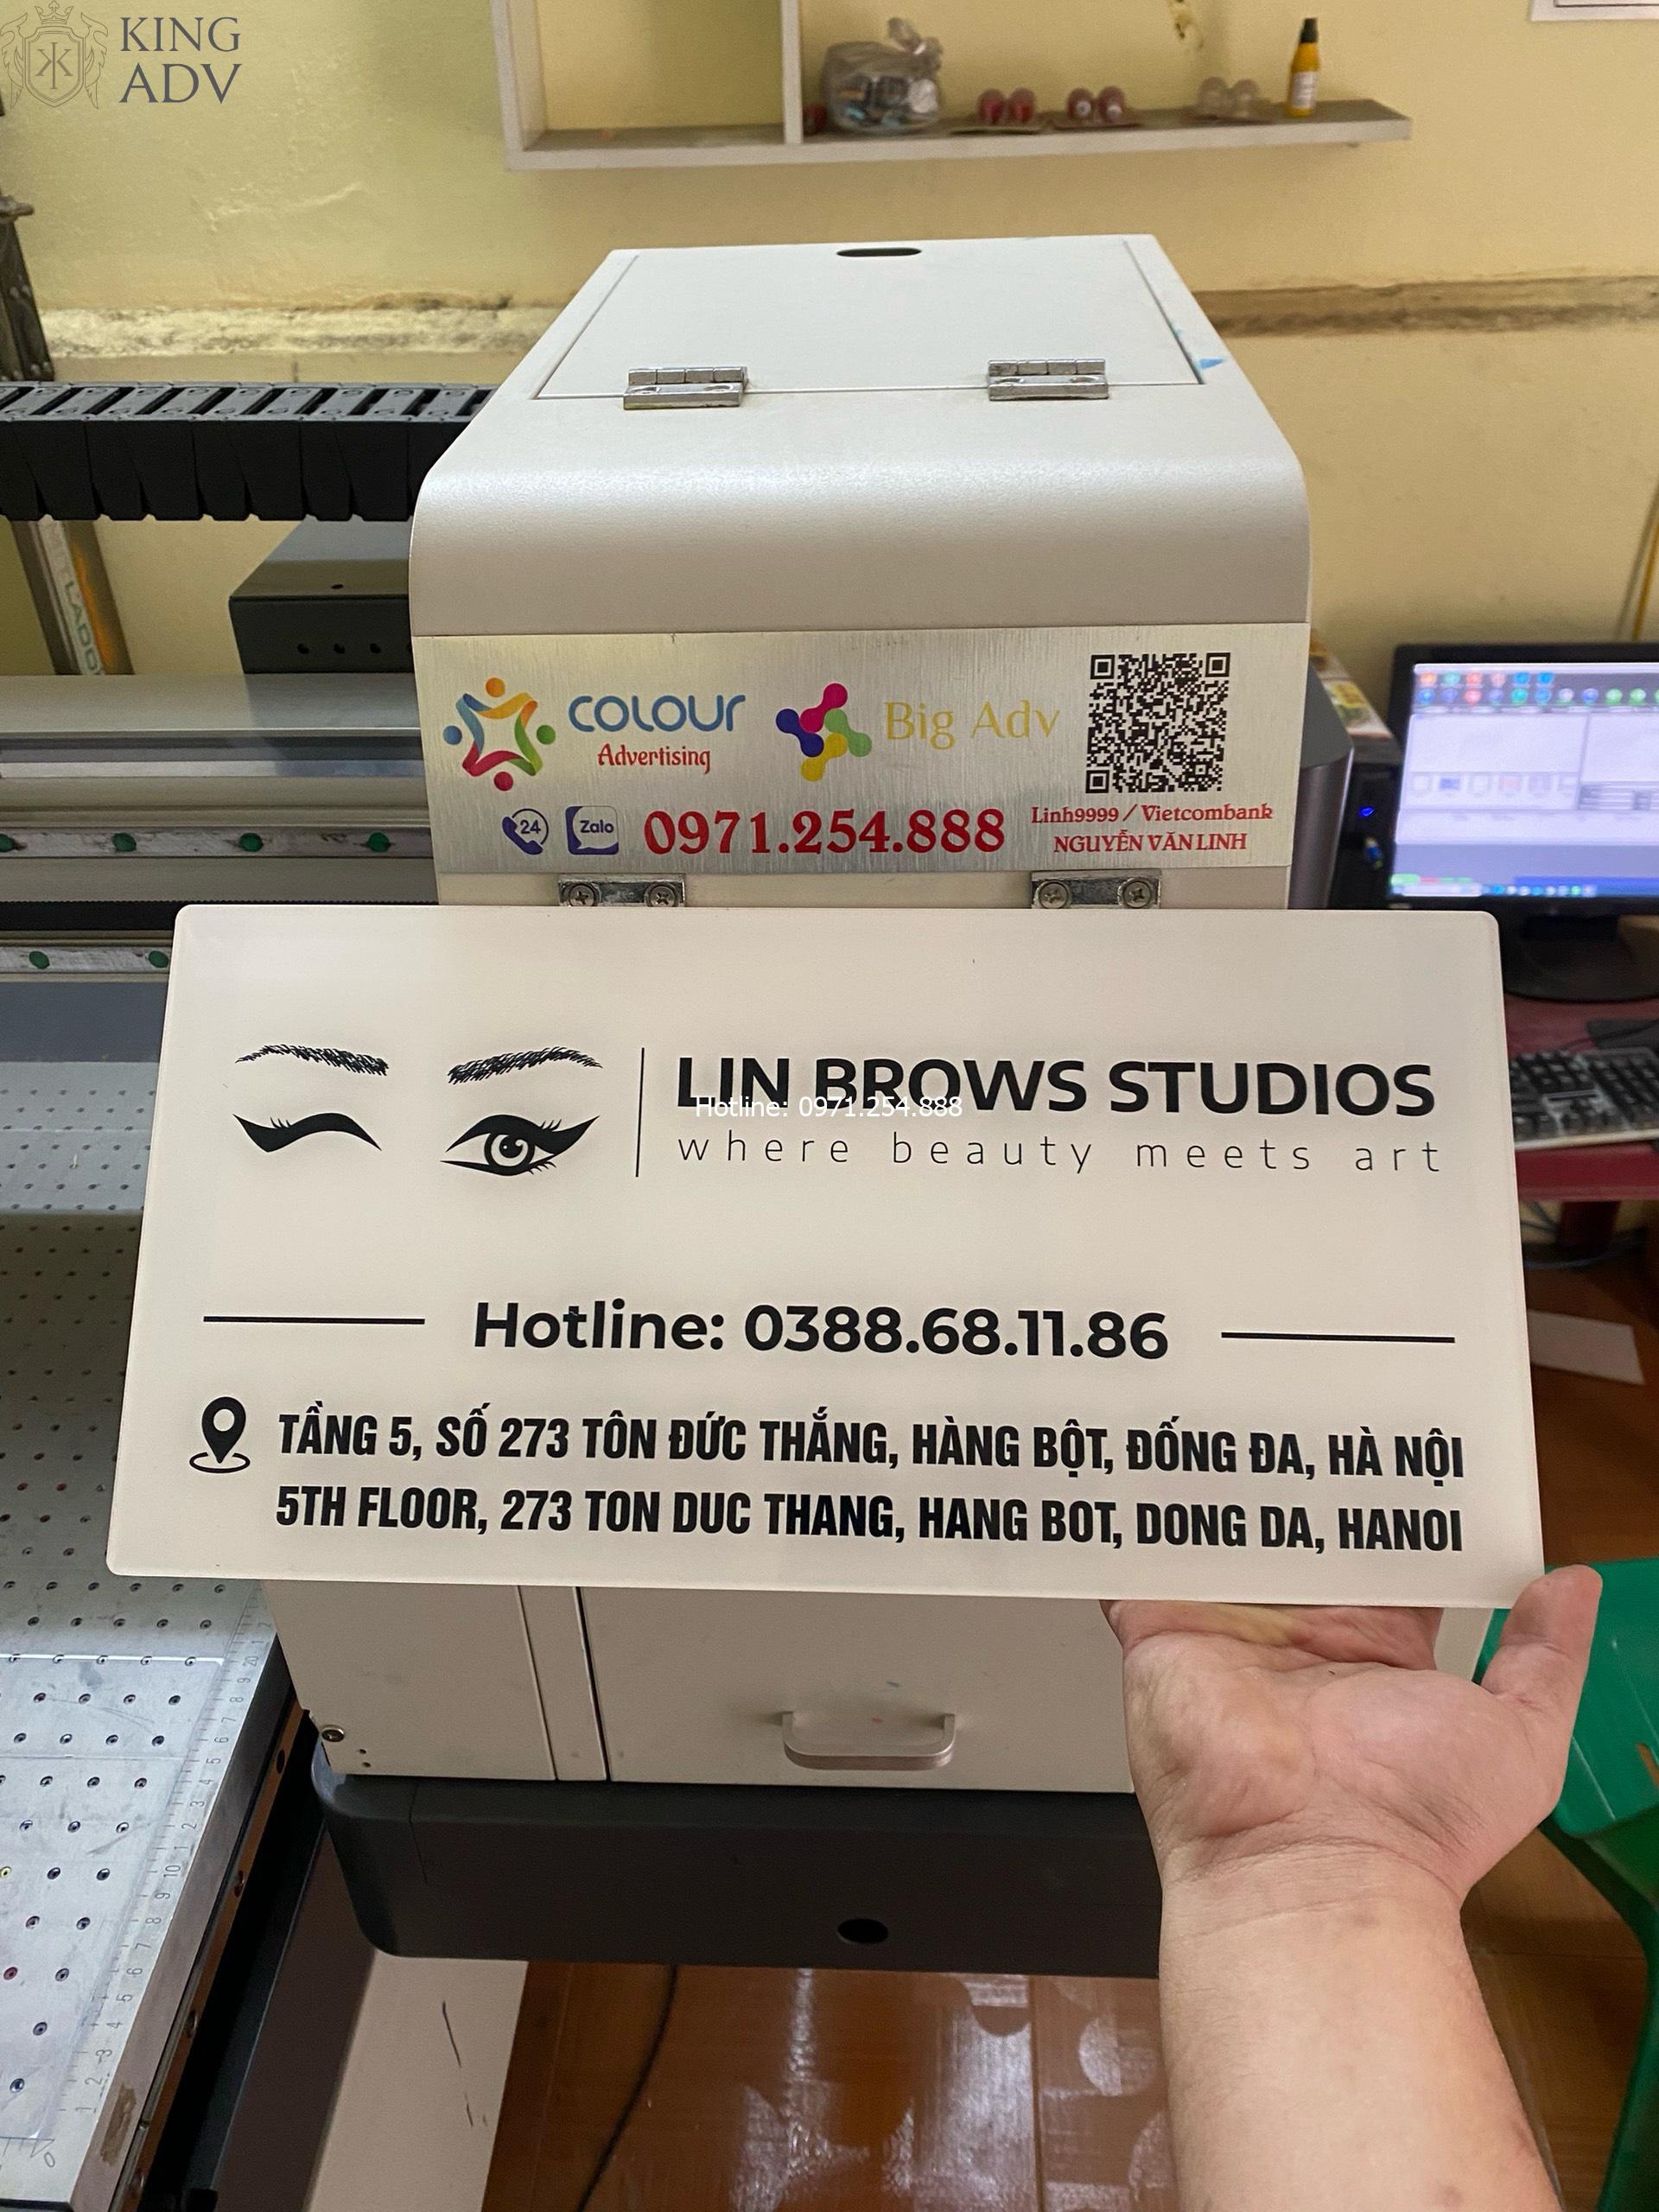 KING
ADV
COLOUR
Advertising
Big Adv
24
Zalo
0971.254.888
Linh9999 / Vietcombank
NGUYỄN VĂN LINH
LIN BROWS STUDIOS
Hotline: 0971.254.888
where beauty meets art
Hotline: 0388.68.11.86
TẦNG 5, SỐ 273 TÔN ĐỨC THẮNG, HÀNG BỘT, ĐỐNG ĐA, HÀ NỘI
5TH FLOOR, 273 TON DUC THANG, HANG BOT, DONG DA, HANOI